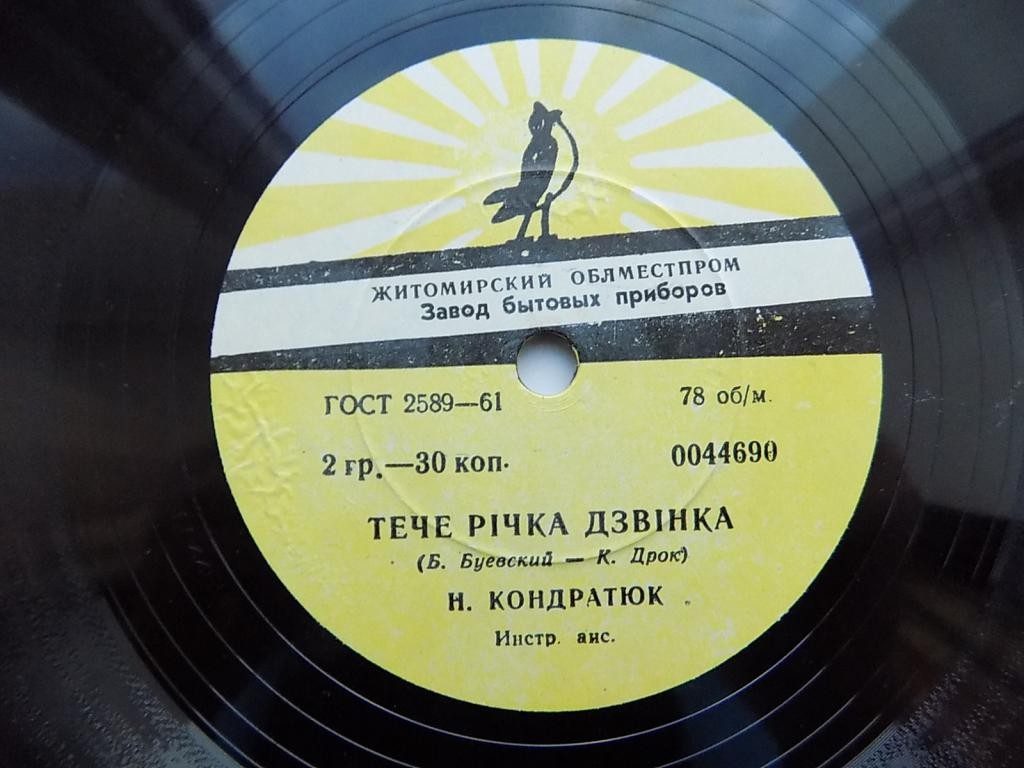 ЖИТОМИРСКИЙ ОБЛМЕСТПРОМ
Завод бытовых приборов
ГОСТ 2589—61 78 об/м.
2 гр.—30 коп. 0044690
ТЕЧЕ РІЧКА ДЗВІНКА
(Б. Буевский — К. Дрок)
Н. КОНДРАТЮК
Инстр. анс.